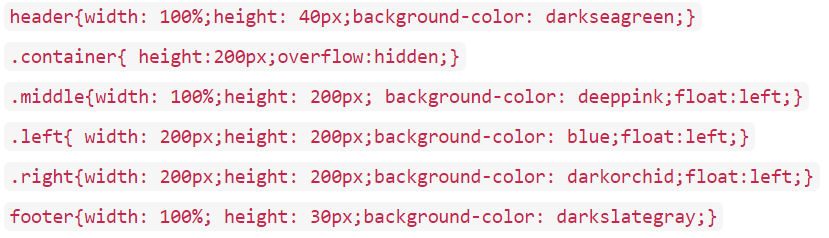 header{width: 100%;height: 40px;background-color: darkseagreen;}
.container{ height:200px;overflow:hidden;}
.middle{width: 100%;height: 200px; background-color: deeppink;float:left;}
.left{ width: 200px;height: 200px;background-color: blue;float:left;}
.right{width: 200px;height: 200px;background-color: darkorchid;float:left;}
footer{width: 100%; height: 30px;background-color: darkslategray;}